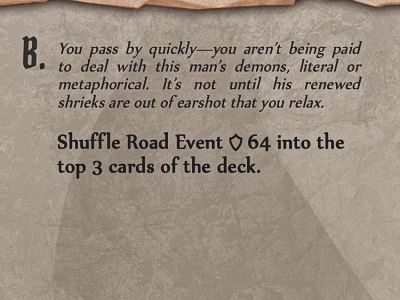 B. You pass by quickly—you aren't being paid
to deal with this man's demons, literal or
metaphorical. It's not until his renewed
shrieks are out of earshot that you relax.
Shuffle Road Event 64 into the
top 3 cards of the deck.